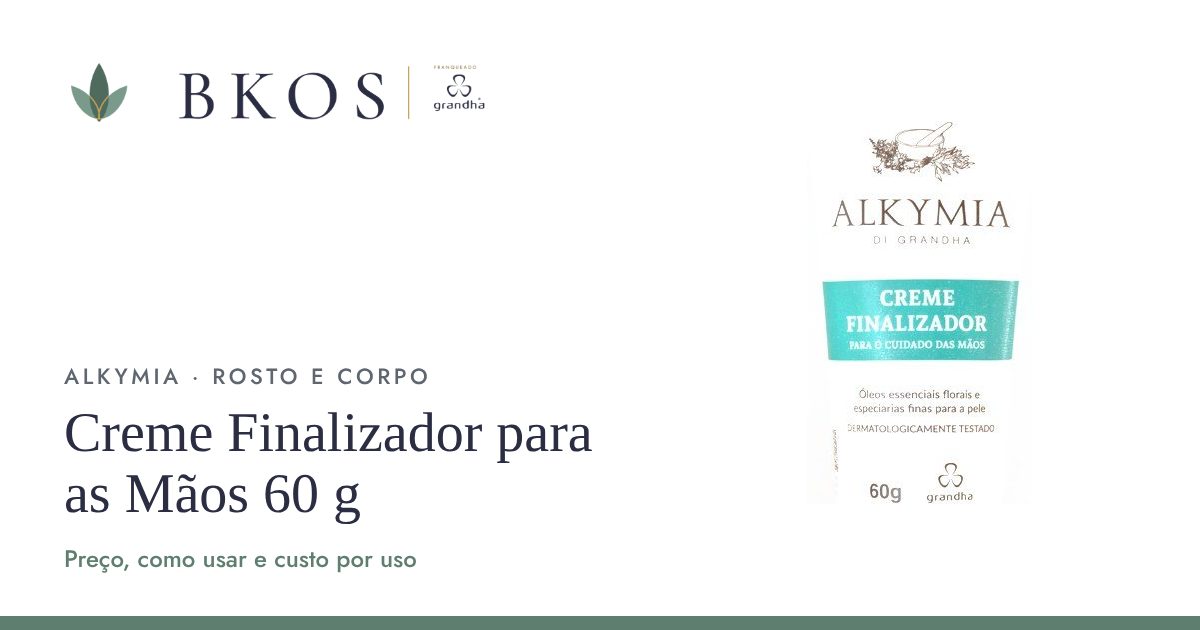 BKOS
FRANQUEADO
grandha
ALKYMIA · ROSTO E CORPO
Creme Finalizador para
as Mãos 60 g
Preço, como usar e custo por uso
ALKYMIA
DI GRANDHA
CREME
FINALIZADOR
PARA O CUIDADO DAS MÃOS
Óleos essenciais florais e
especiarias finas para a pele
DERMATOLOGICAMENTE TESTADO
60g
grandha